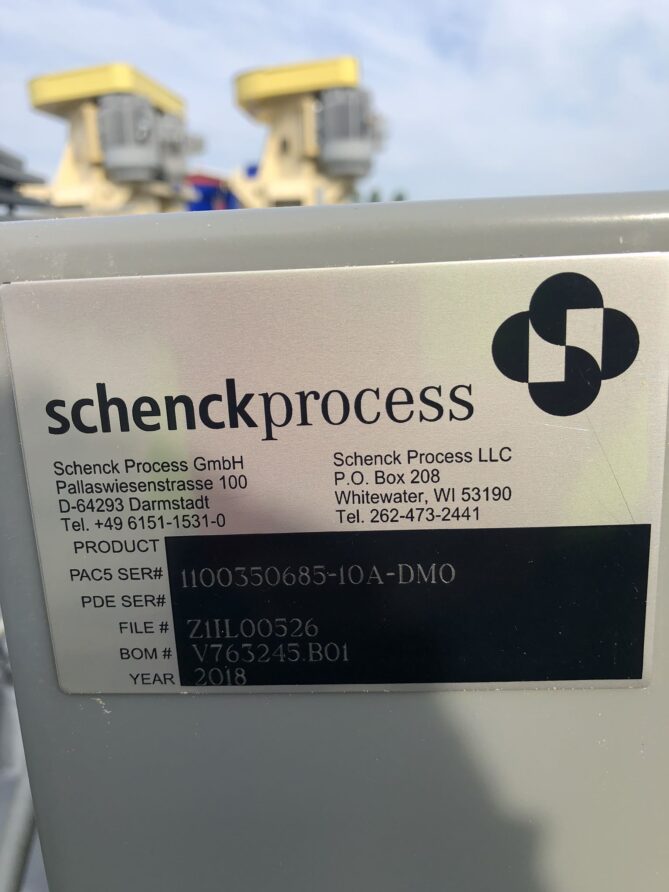 schenckprocess
Schenck Process GmbH
Pallaswiesenstrasse 100
D-64293 Darmstadt
Tel. +49 6151-1531-0
Schenck Process LLC
P.O. Box 208
Whitewater, WI 53190
Tel. 262-473-2441
PRODUCT
PAC5 SER# 1100350685-10A-DMO
PDE SER#
FILE # Z1IL00526
BOM # V763245.B01
YEAR 2018